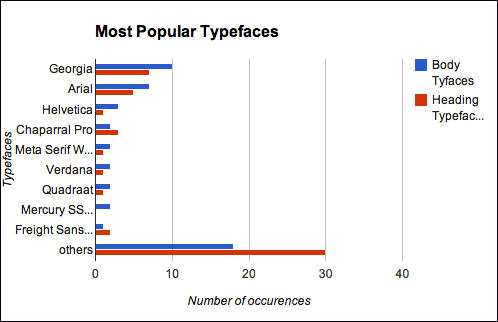 Most Popular Typefaces
Body
Tyfaces
Heading
Typefac...
Typefaces
Georgia
Arial
Helvetica
Chaparral Pro
Meta Serif W...
Verdana
Quadraat
Mercury SS...
Freight Sans...
others
0 10 20 30 40
Number of occurences